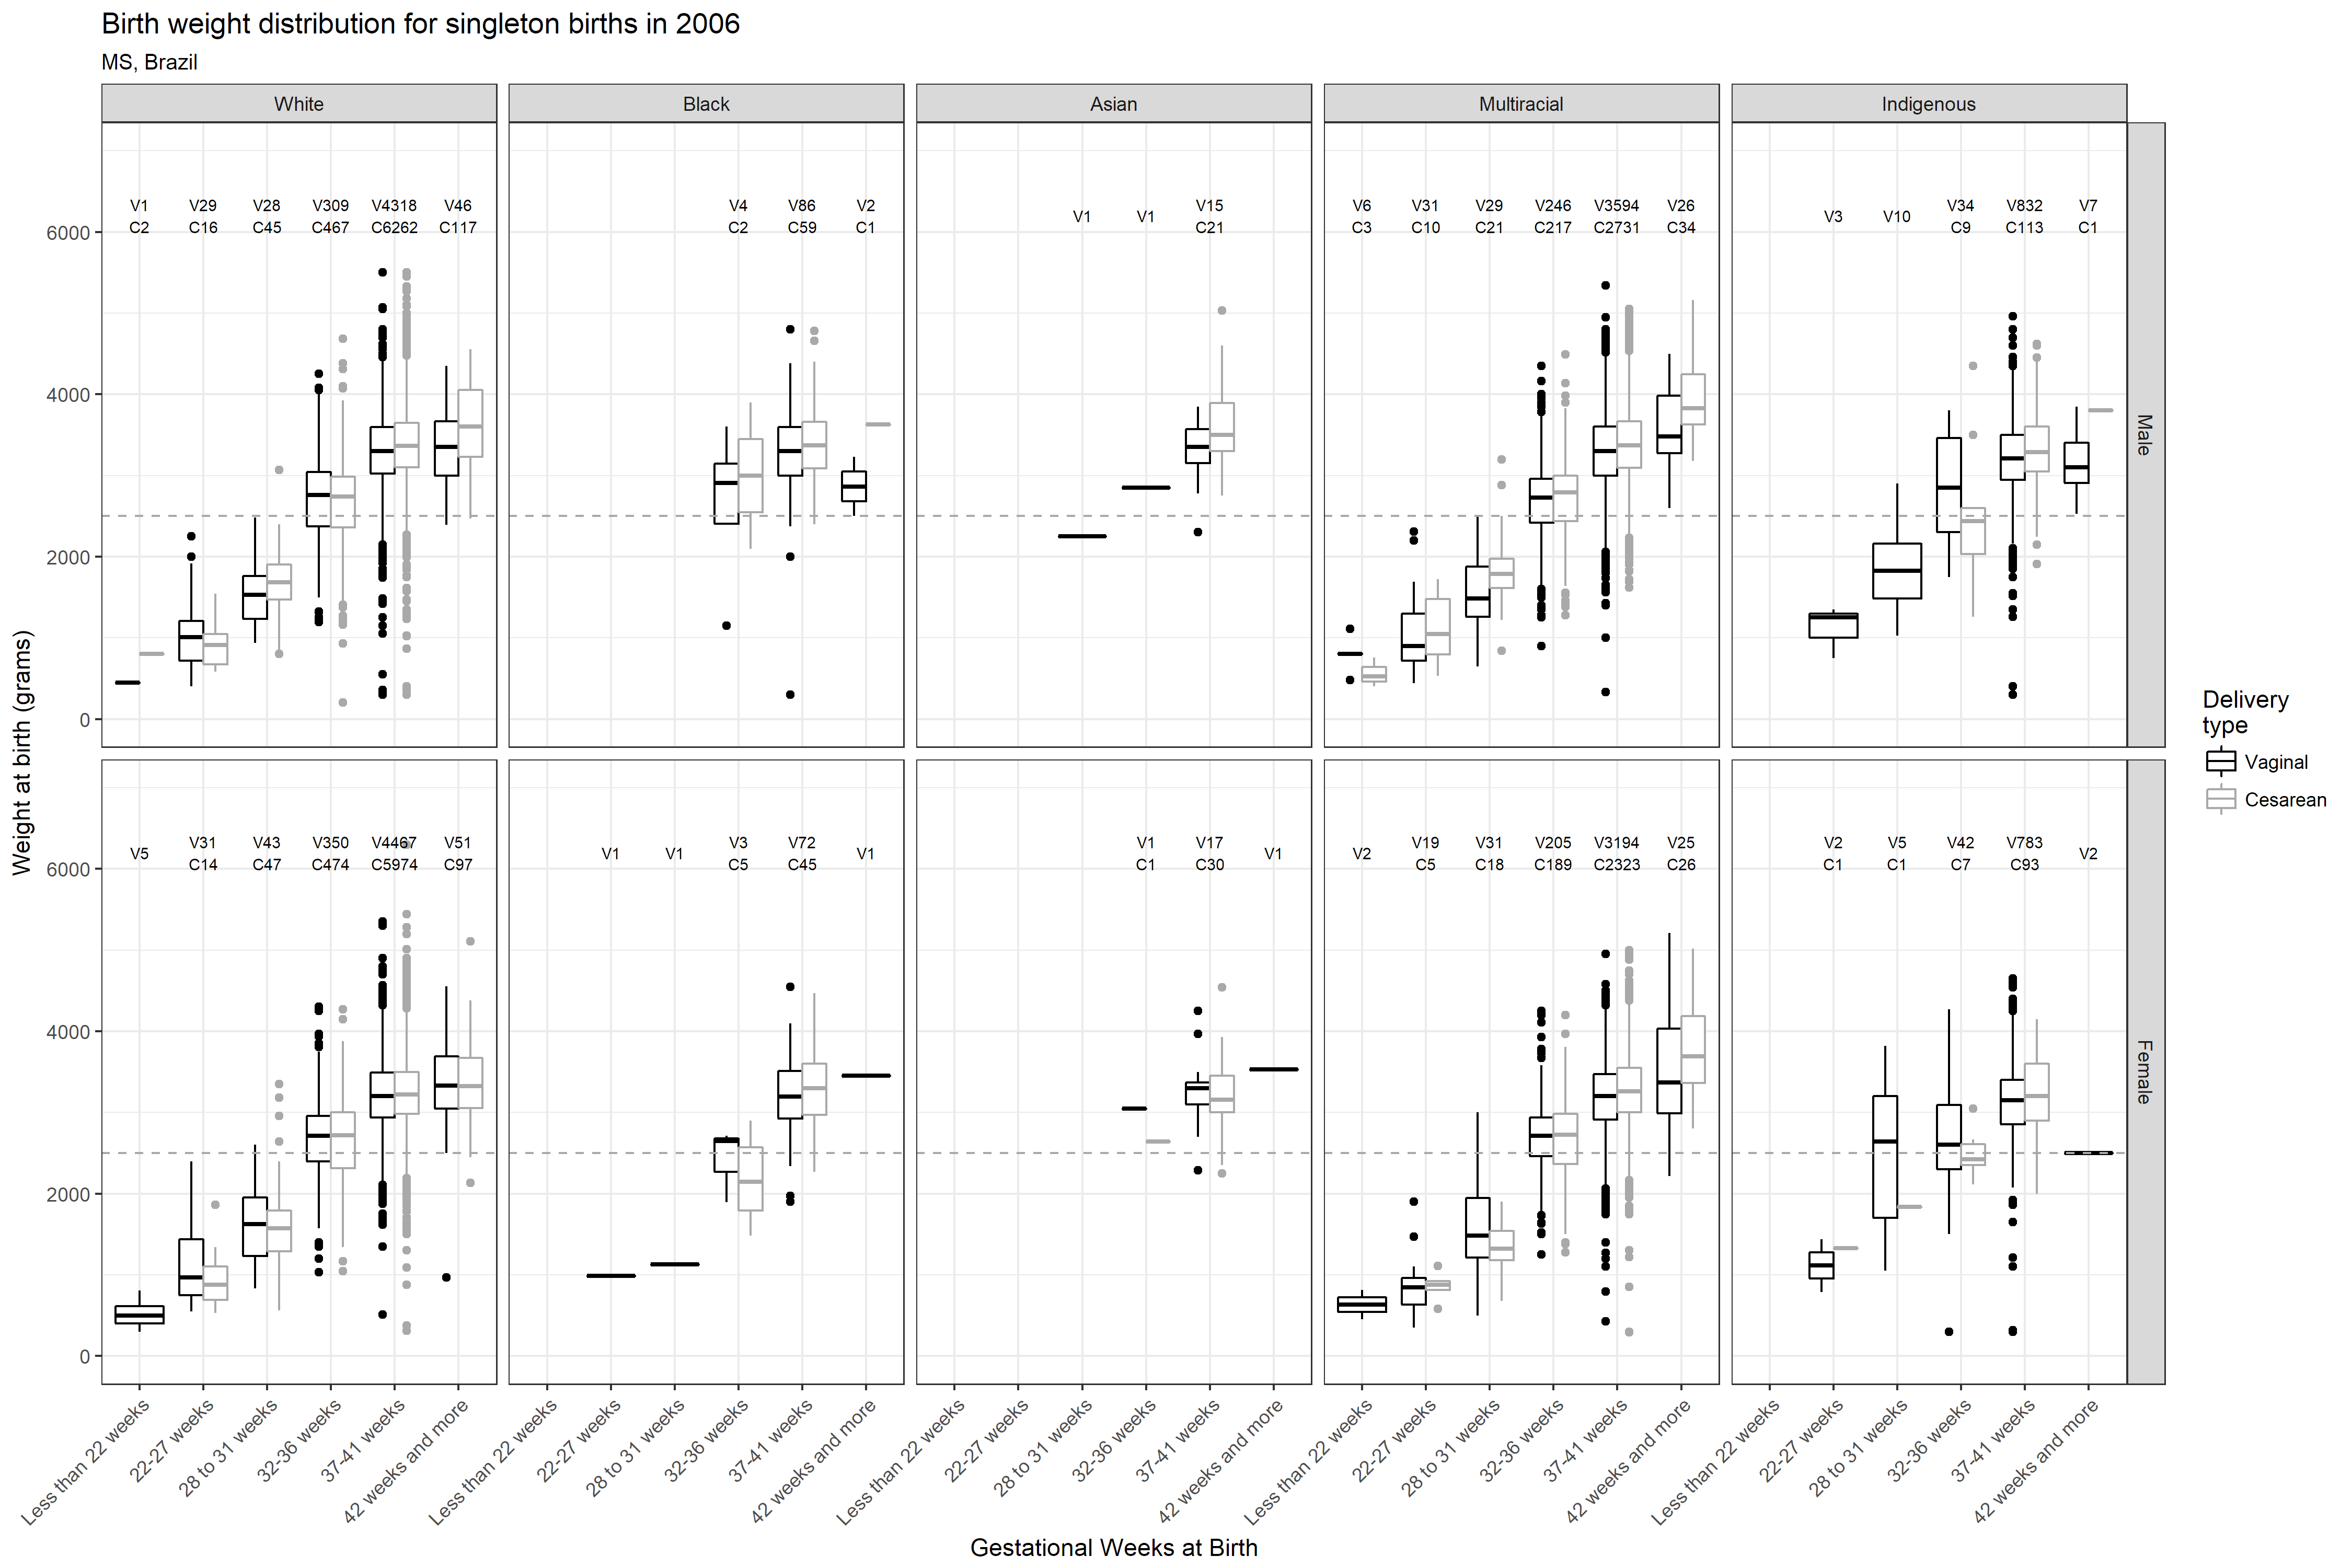 Birth weight distribution for singleton births in 2006
MS, Brazil
White Black Asian Multiracial Indigenous
V1 V29 V28 V309 V4318 V46 V4 V86 V2 V1 V1 V15 V6 V31 V29 V246 V3594 V26 V3 V10 V34 V832 V7
C2 C16 C45 C467 C6262 C117 C2 C59 C1 C21 C3 C10 C21 C217 C2731 C34 C9 C113 C1
6000
4000
2000
0
Male
V5 V31 V43 V350 V4467 V51 V1 V1 V3 V72 V1 V1 V17 V1 V2 V19 V31 V205 V3194 V25 V2 V5 V42 V783 V2
C14 C47 C474 C5974 C97 C5 C45 C1 C30 C5 C18 C189 C2323 C26 C1 C1 C7 C93
6000
4000
2000
0
Female
Weight at birth (grams)
Less than 22 weeks
22-27 weeks
28 to 31 weeks
32-36 weeks
37-41 weeks
42 weeks and more
Less than 22 weeks
22-27 weeks
28 to 31 weeks
32-36 weeks
37-41 weeks
42 weeks and more
Less than 22 weeks
22-27 weeks
28 to 31 weeks
32-36 weeks
37-41 weeks
42 weeks and more
Less than 22 weeks
22-27 weeks
28 to 31 weeks
32-36 weeks
37-41 weeks
42 weeks and more
Less than 22 weeks
22-27 weeks
28 to 31 weeks
32-36 weeks
37-41 weeks
42 weeks and more
Gestational Weeks at Birth
Delivery
type
Vaginal
Cesarean